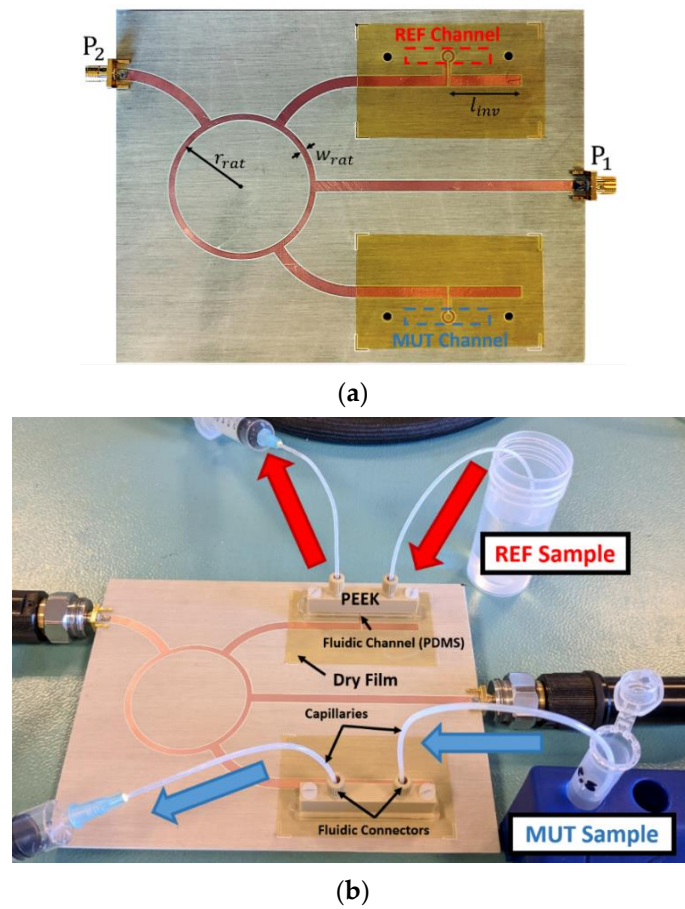 P2
REF Channel
l_inv
r_rat
w_rat
P1
MUT Channel
(a)
REF Sample
PEEK
Fluidic Channel (PDMS)
Dry Film
Capillaries
MUT Sample
Fluidic Connectors
(b)